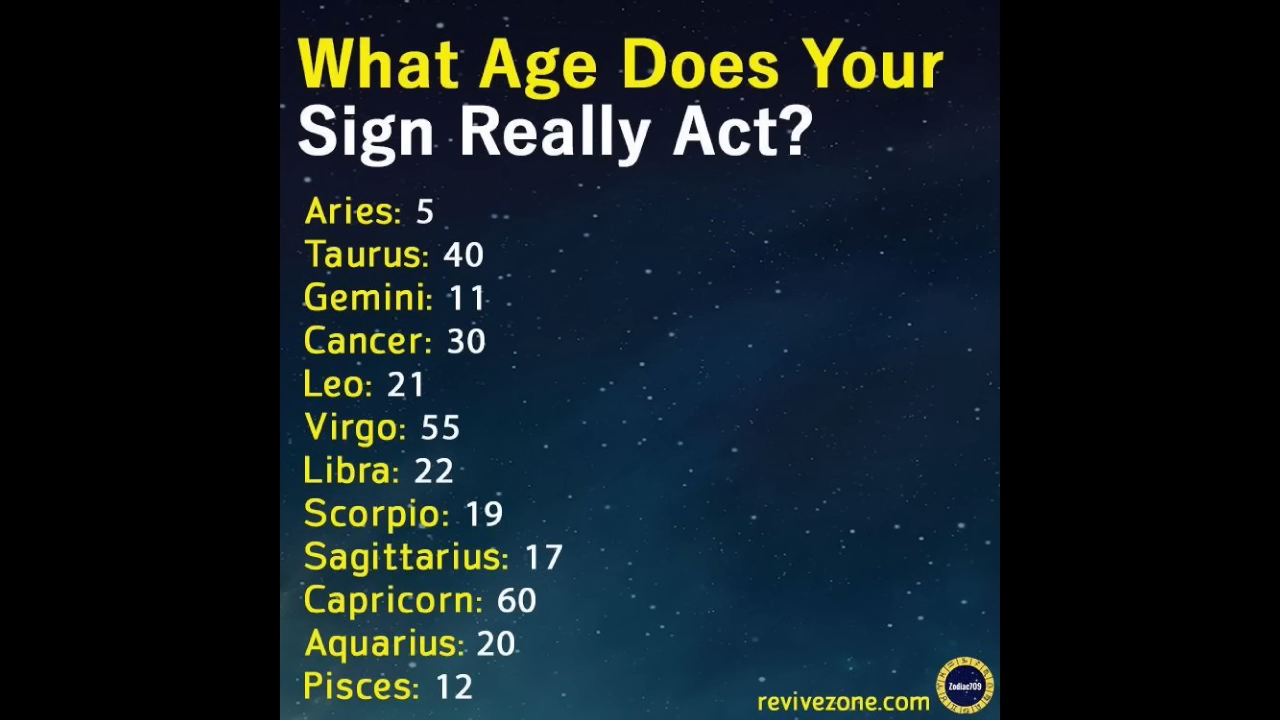 What Age Does Your
Sign Really Act?
Aries: 5
Taurus: 40
Gemini: 11
Cancer: 30
Leo: 21
Virgo: 55
Libra: 22
Scorpio: 19
Sagittarius: 17
Capricorn: 60
Aquarius: 20
Pisces: 12
revivezone.com
Zodiac709